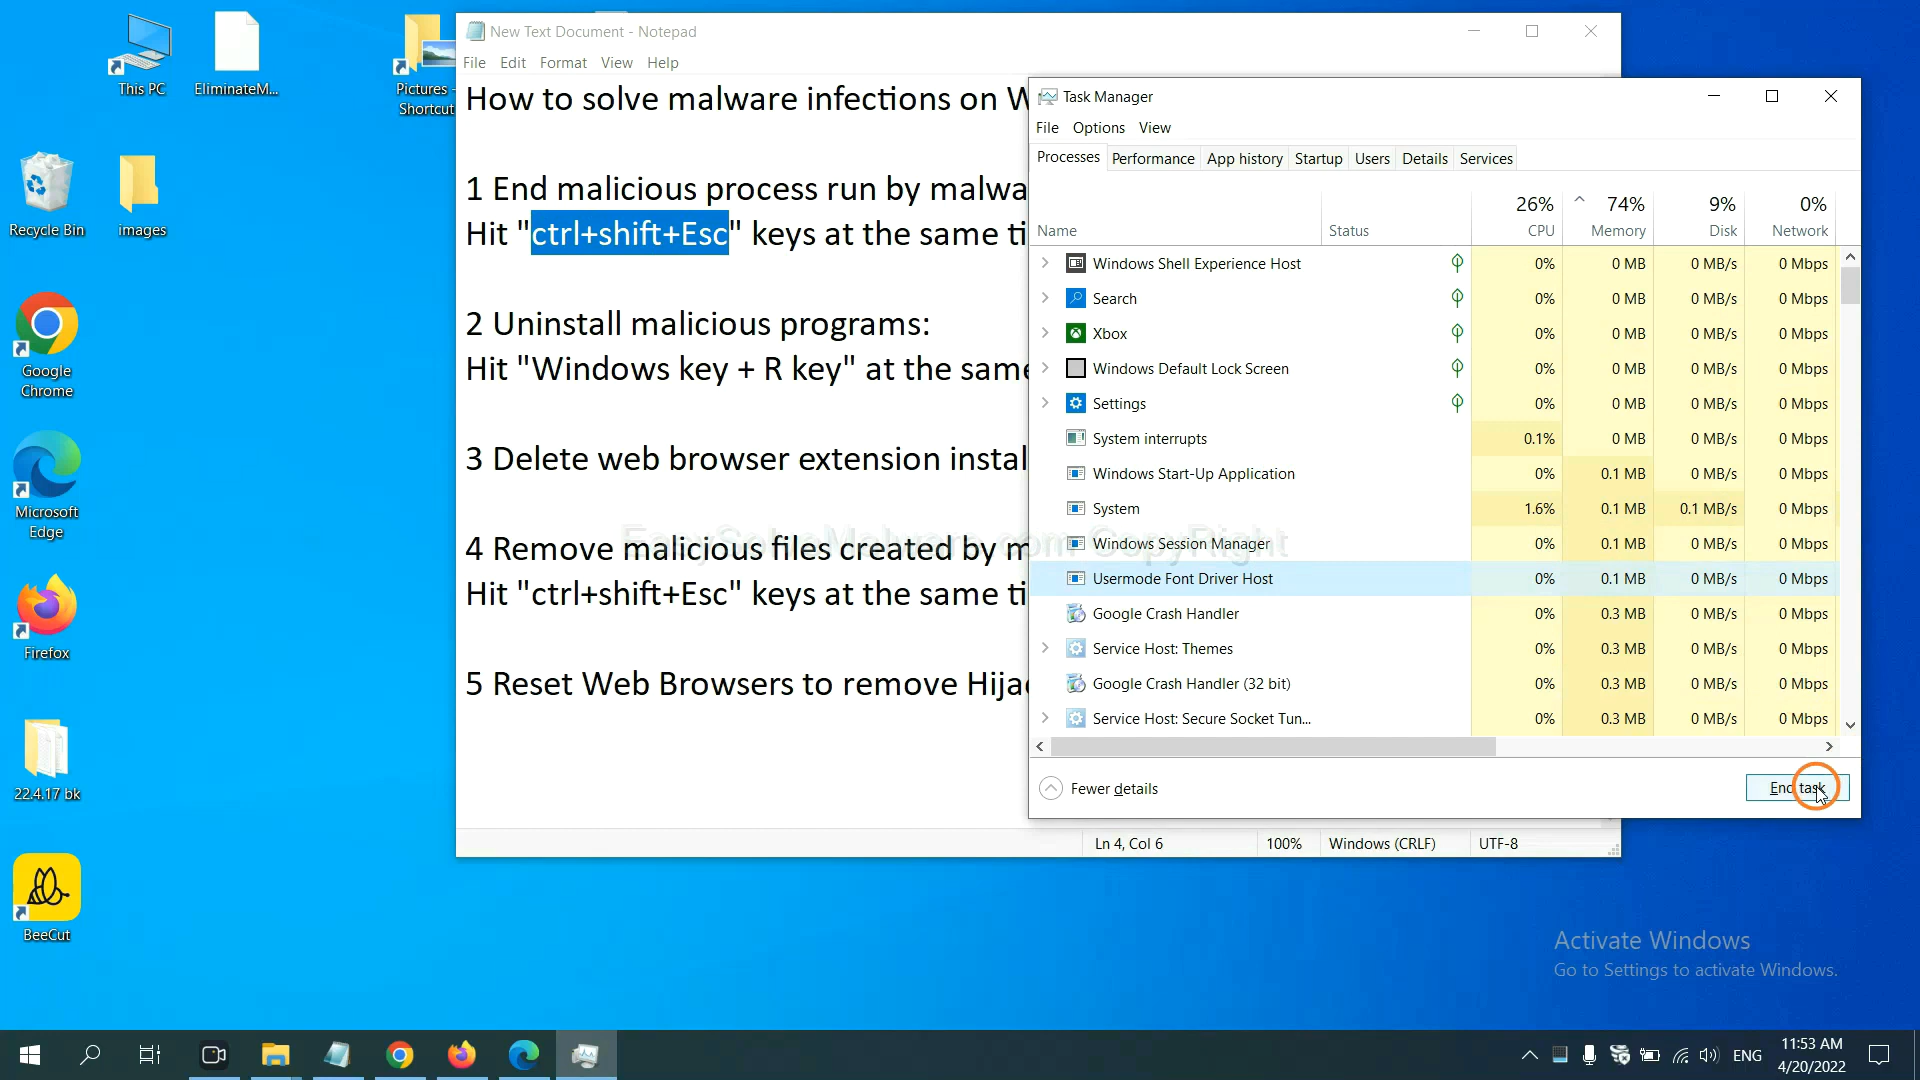 This PC
EliminateM...
Pictures -
Shortcut
Recycle Bin
images
Google
Chrome
Microsoft
Edge
Firefox
22.4.17 bk
BeeCut
New Text Document - Notepad
File Edit Format View Help
How to solve malware infections on W
1 End malicious process run by malwa
Hit "ctrl+shift+Esc" keys at the same ti
2 Uninstall malicious programs:
Hit "Windows key + R key" at the same
3 Delete web browser extension instal
4 Remove malicious files created by m
Hit "ctrl+shift+Esc" keys at the same ti
5 Reset Web Browsers to remove Hijac
EasySolveMalware.com CopyRight
Ln 4, Col 6 100% Windows (CRLF) UTF-8
Task Manager
File Options View
Processes Performance App history Startup Users Details Services
26% 74% 9% 0%
Name Status CPU Memory Disk Network
Windows Shell Experience Host 0% 0 MB 0 MB/s 0 Mbps
Search 0% 0 MB 0 MB/s 0 Mbps
Xbox 0% 0 MB 0 MB/s 0 Mbps
Windows Default Lock Screen 0% 0 MB 0 MB/s 0 Mbps
Settings 0% 0 MB 0 MB/s 0 Mbps
System interrupts 0.1% 0 MB 0 MB/s 0 Mbps
Windows Start-Up Application 0% 0.1 MB 0 MB/s 0 Mbps
System 1.6% 0.1 MB 0.1 MB/s 0 Mbps
Windows Session Manager 0% 0.1 MB 0 MB/s 0 Mbps
Usermode Font Driver Host 0% 0.1 MB 0 MB/s 0 Mbps
Google Crash Handler 0% 0.3 MB 0 MB/s 0 Mbps
Service Host: Themes 0% 0.3 MB 0 MB/s 0 Mbps
Google Crash Handler (32 bit) 0% 0.3 MB 0 MB/s 0 Mbps
Service Host: Secure Socket Tun... 0% 0.3 MB 0 MB/s 0 Mbps
Fewer details
End task
Activate Windows
Go to Settings to activate Windows.
ENG
11:53 AM
4/20/2022